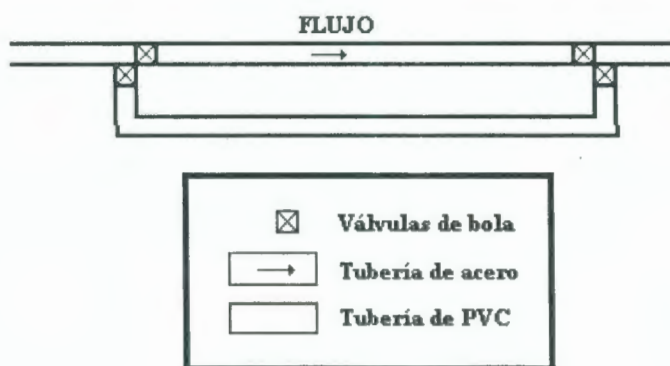 FLUJO
Válvulas de bola
Tubería de acero
Tubería de PVC